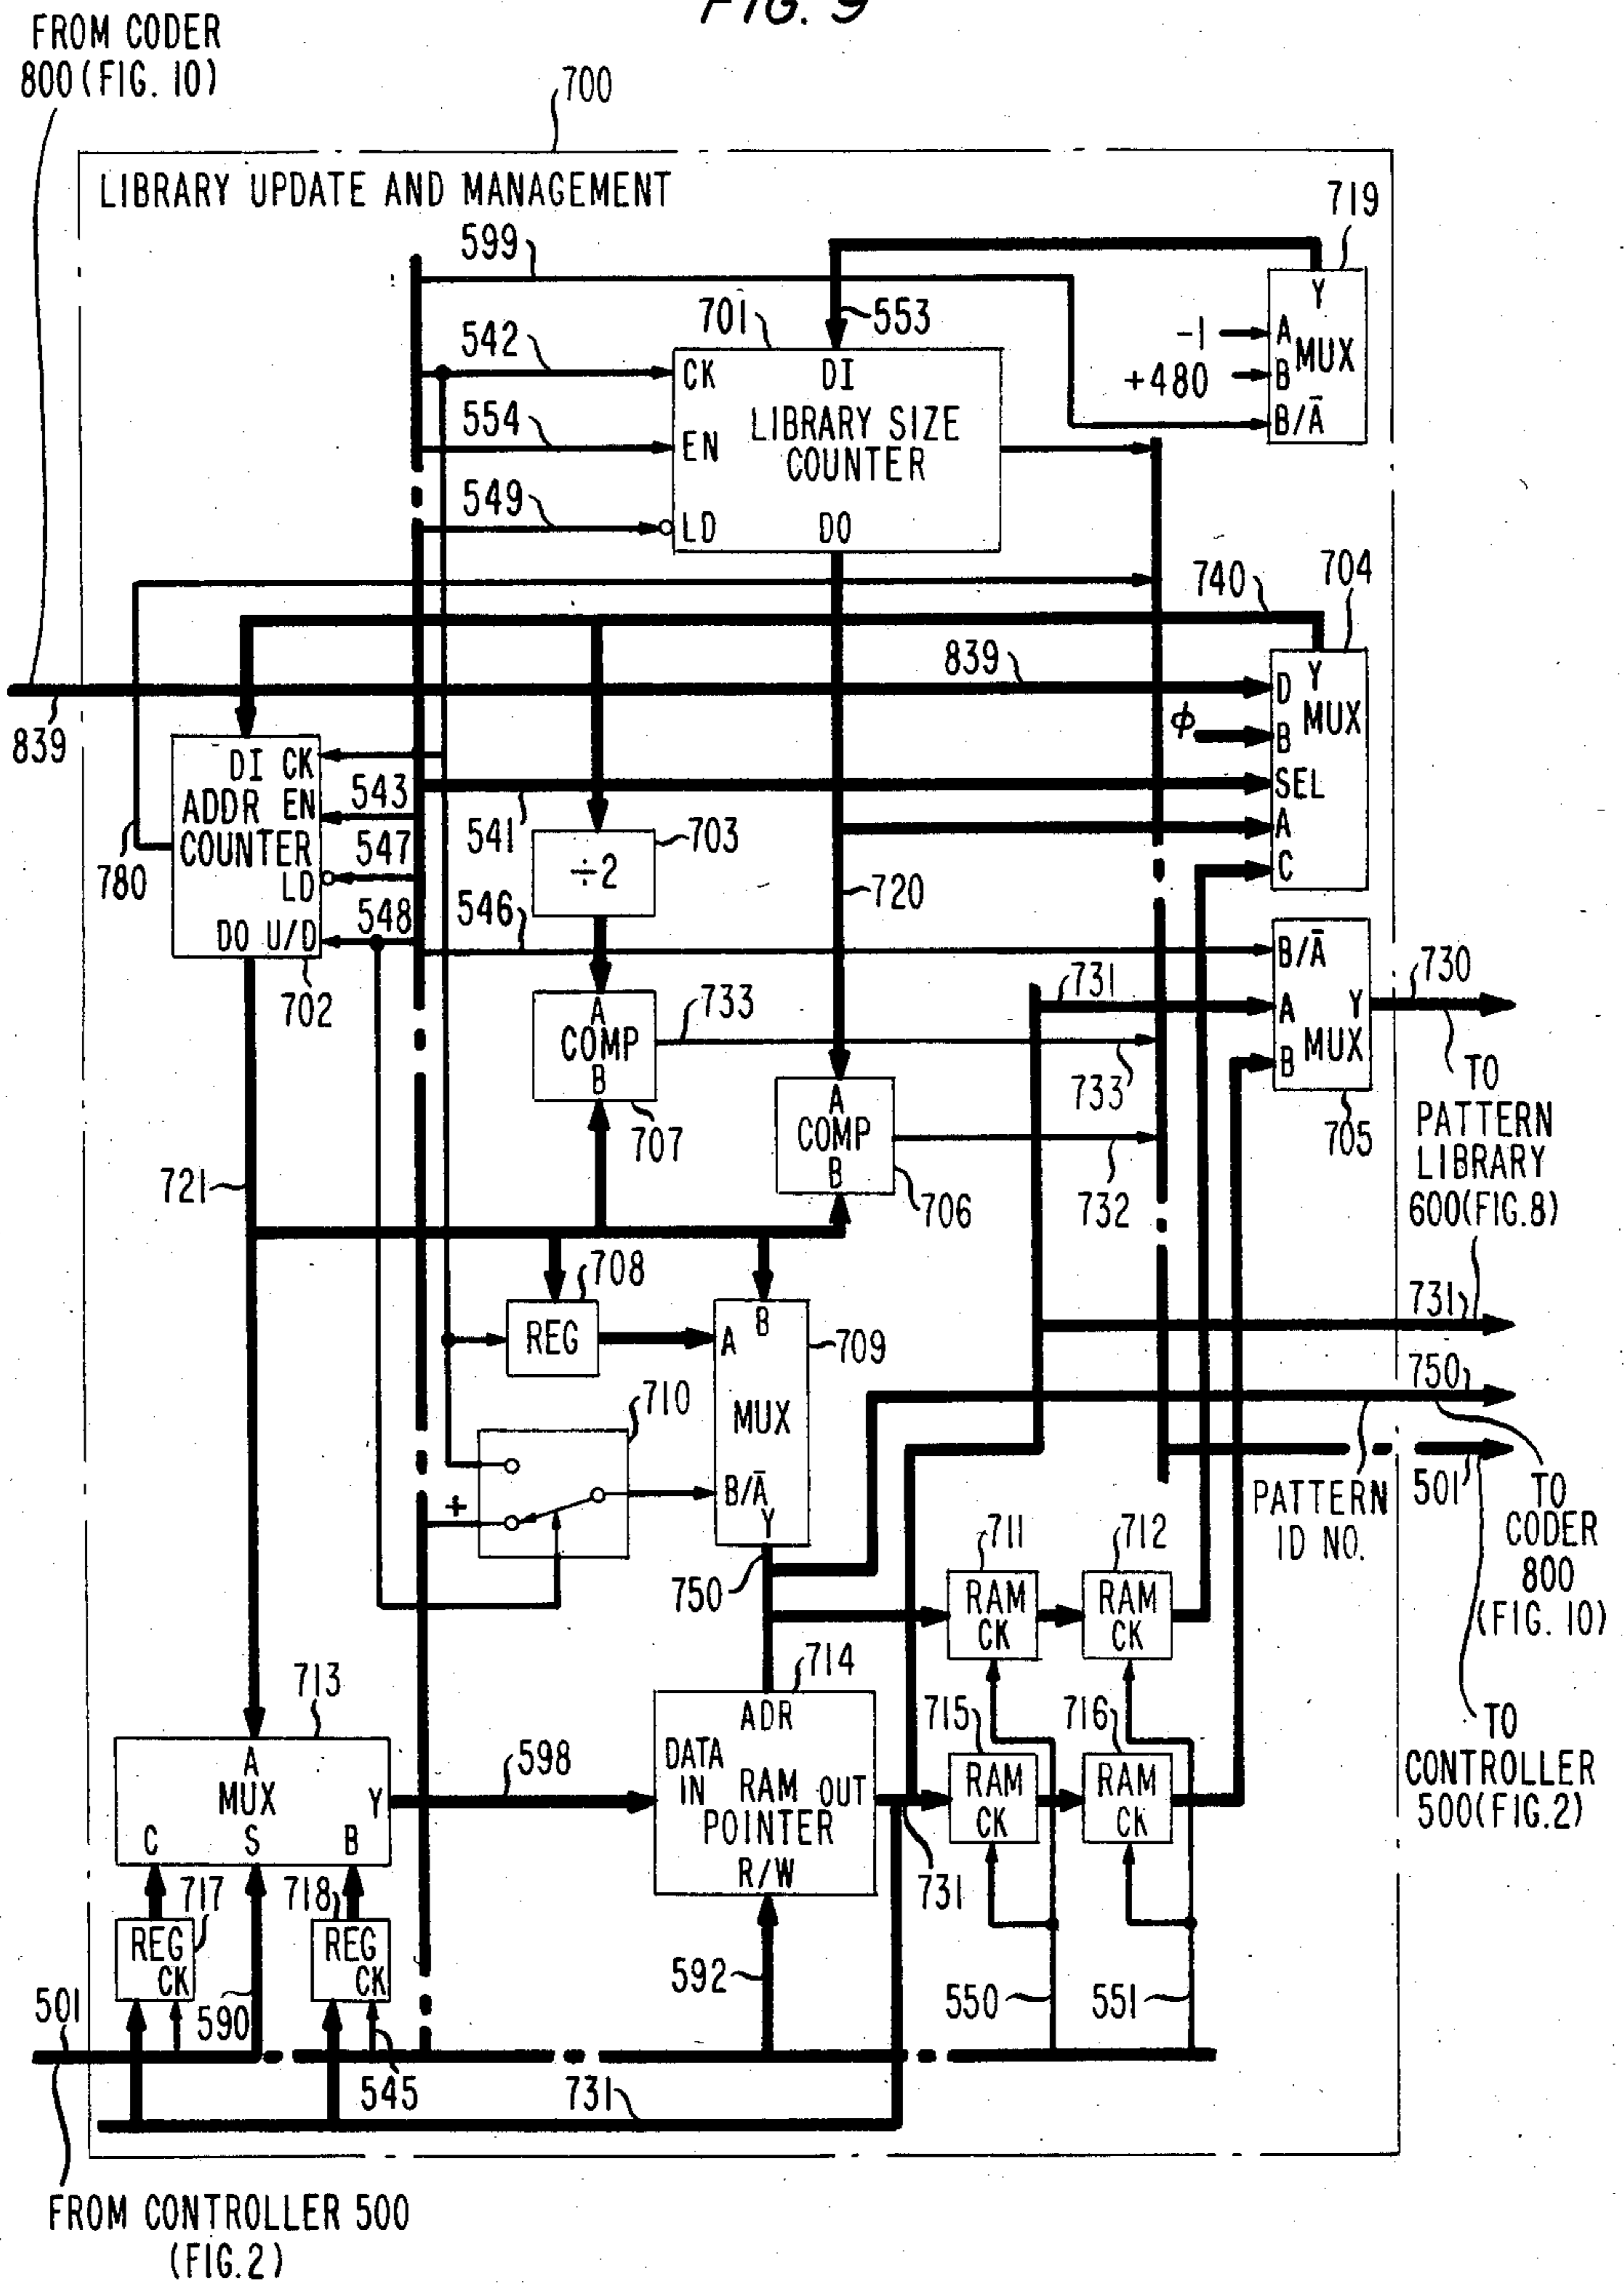 FIG. 9
FROM CODER
800 (FIG. 10)
700
LIBRARY UPDATE AND MANAGEMENT
719
599
Y
553
701
-1
A
MUX
542
CK
DI
+480
B
554
LIBRARY SIZE
B/Ā
EN
COUNTER
549
LD
DO
740
704
839
Y
D
MUX
839
ϕ
B
DI CK
543
SEL
ADDR EN
541
703
A
COUNTER
547
÷2
780
LD
C
720
546
548
DO U/D
B/Ā
730
731
702
A
733
A
Y
COMP
MUX
B
B
TO
733
A
PATTERN
COMP
705
707
LIBRARY
B
721
600(FIG.8)
732
706
708
731
B
REG
A
709
750
710
MUX
B/Ā
501
TO
+
PATTERN
Y
CODER
711
712
ID NO.
800
750
RAM
RAM
(FIG. 10)
CK
CK
714
713
ADR
715
716
TO
A
DATA
CONTROLLER
MUX
598
IN
RAM
OUT
RAM
RAM
500(FIG.2)
Y
POINTER
CK
CK
C
S
B
R/W
717
718
731
REG
REG
CK
CK
592
501
590
550
551
545
731
FROM CONTROLLER 500
(FIG.2)